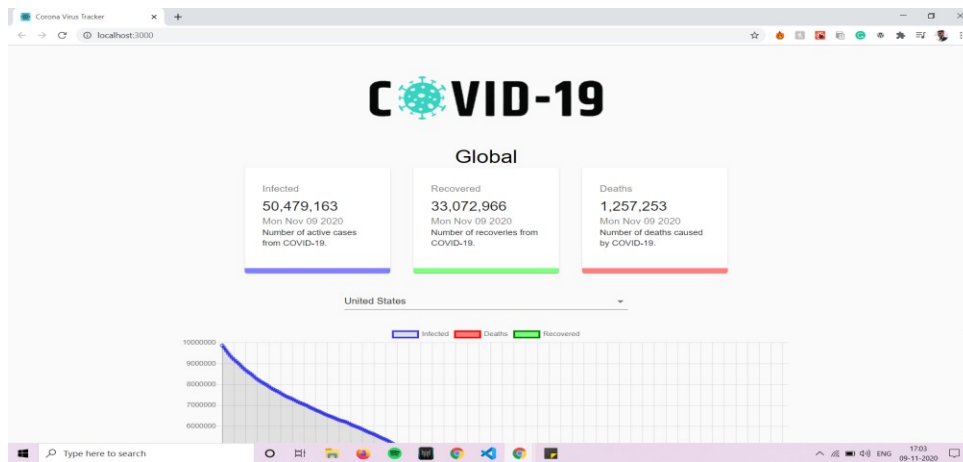 Corona Virus Tracker
localhost:3000
COVID-19
Global
Infected
50,479,163
Mon Nov 09 2020
Number of active cases
from COVID-19.
Recovered
33,072,966
Mon Nov 09 2020
Number of recoveries from
COVID-19.
Deaths
1,257,253
Mon Nov 09 2020
Number of deaths caused
by COVID-19.
United States
Infected Deaths Recovered
10000000
9000000
8000000
7000000
6000000
Type here to search
ENG
17:03
09-11-2020